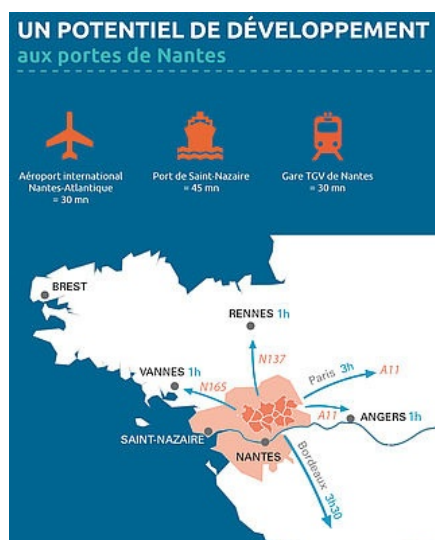 UN POTENTIEL DE DÉVELOPPEMENT
aux portes de Nantes
Aéroport international
Nantes-Atlantique
= 30 mn
Port de Saint-Nazaire
= 45 mn
Gare TGV de Nantes
= 30 mn
BREST
RENNES 1h
VANNES 1h
N165
N137
Paris 3h
A11
A11
ANGERS 1h
SAINT-NAZAIRE
NANTES
Bordeaux 3h30